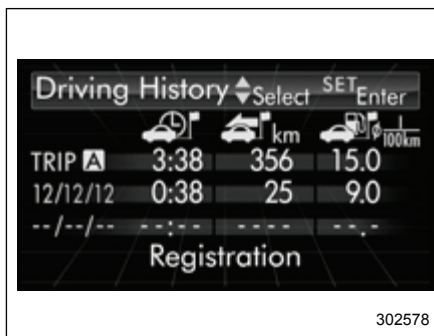 Driving History Select SET Enter
km ø l/100km
TRIP A 3:38 356 15.0
12/12/12 0:38 25 9.0
--/--/-- --:-- ---- --.-
Registration
302578